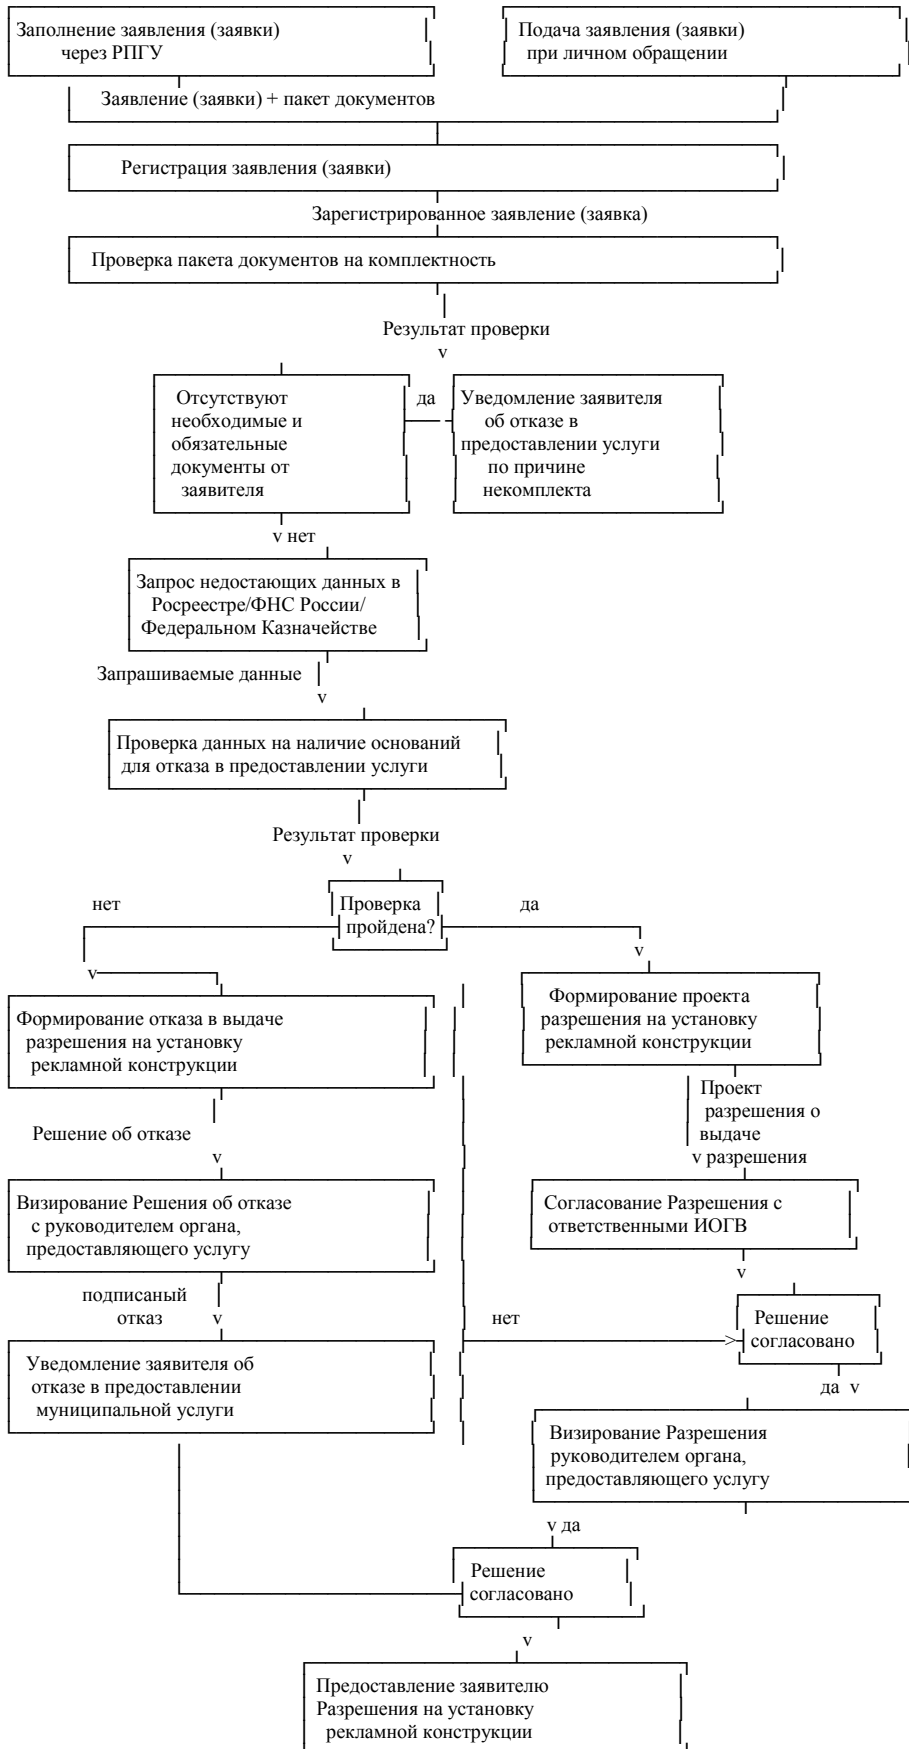 Заполнение заявления (заявки)
через РПГУ
Подача заявления (заявки)
при личном обращении
Заявление (заявки) + пакет документов
Регистрация заявления (заявки)
Зарегистрированное заявление (заявка)
Проверка пакета документов на комплектность
Результат проверки
v
Отсутствуют
необходимые и
обязательные
документы от
заявителя
да
Уведомление заявителя
об отказе в
предоставлении услуги
по причине
некомплекта
v нет
Запрос недостающих данных в
Росреестре/ФНС России/
Федеральном Казначействе
Запрашиваемые данные
v
Проверка данных на наличие оснований
для отказа в предоставлении услуги
Результат проверки
v
нет
Проверка
пройдена?
да
v
v
Формирование отказа в выдаче
разрешения на установку
рекламной конструкции
Формирование проекта
разрешения на установку
рекламной конструкции
Проект
разрешения о
выдаче
v разрешения
Решение об отказе
v
Визирование Решения об отказе
с руководителем органа,
предоставляющего услугу
Согласование Разрешения с
ответственными ИОГВ
v
подписаный
отказ v
нет
>
Решение
согласовано
да v
Уведомление заявителя об
отказе в предоставлении
муниципальной услуги
Визирование Разрешения
руководителем органа,
предоставляющего услугу
v да
Решение
согласовано
v
Предоставление заявителю
Разрешения на установку
рекламной конструкции